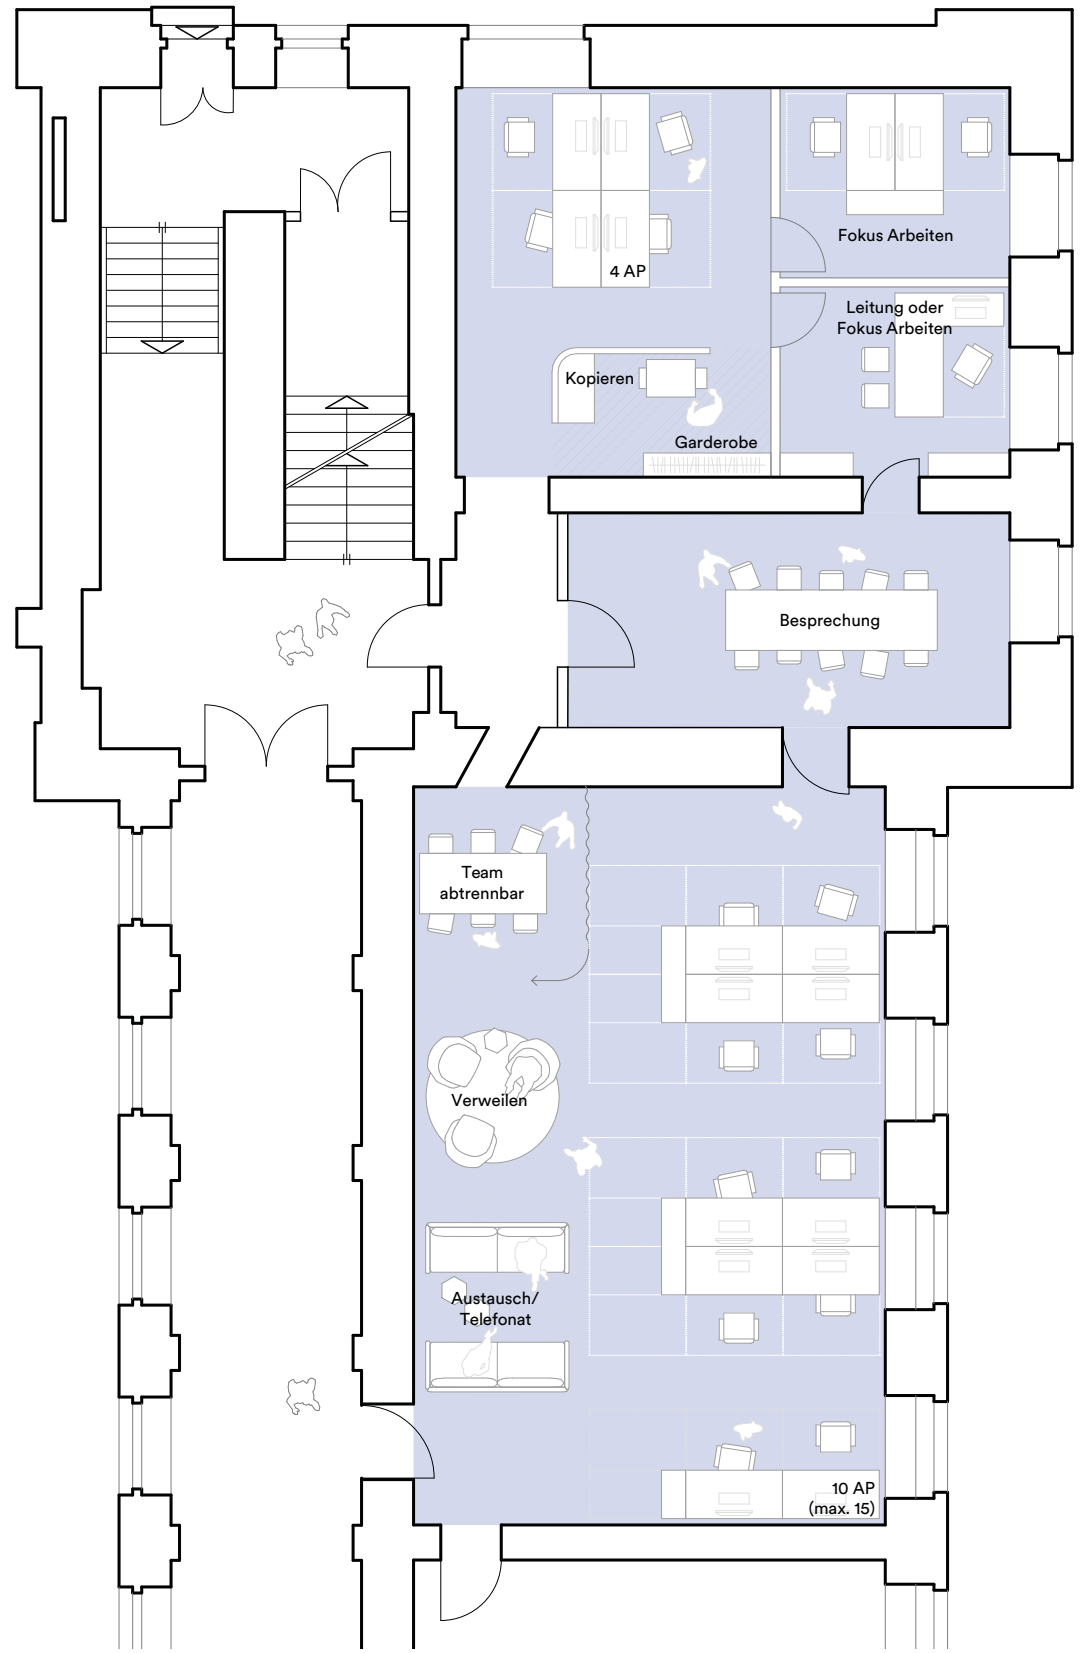 Fokus Arbeiten
4 AP
Leitung oder
Fokus Arbeiten
Kopieren
Garderobe
Besprechung
Team
abtrennbar
Verweilen
Austausch/
Telefonat
10 AP
(max. 15)